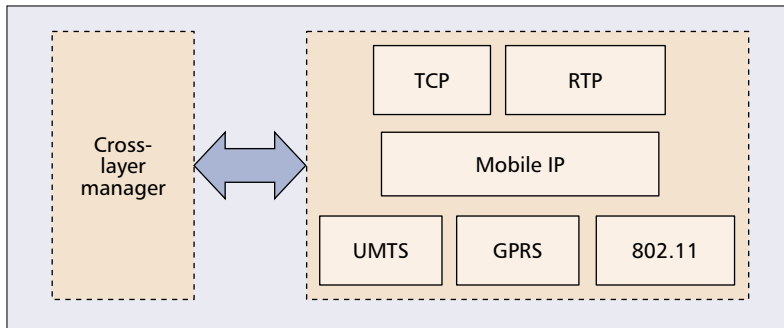 TCP
RTP
Cross-
layer
manager
Mobile IP
UMTS
GPRS
802.11